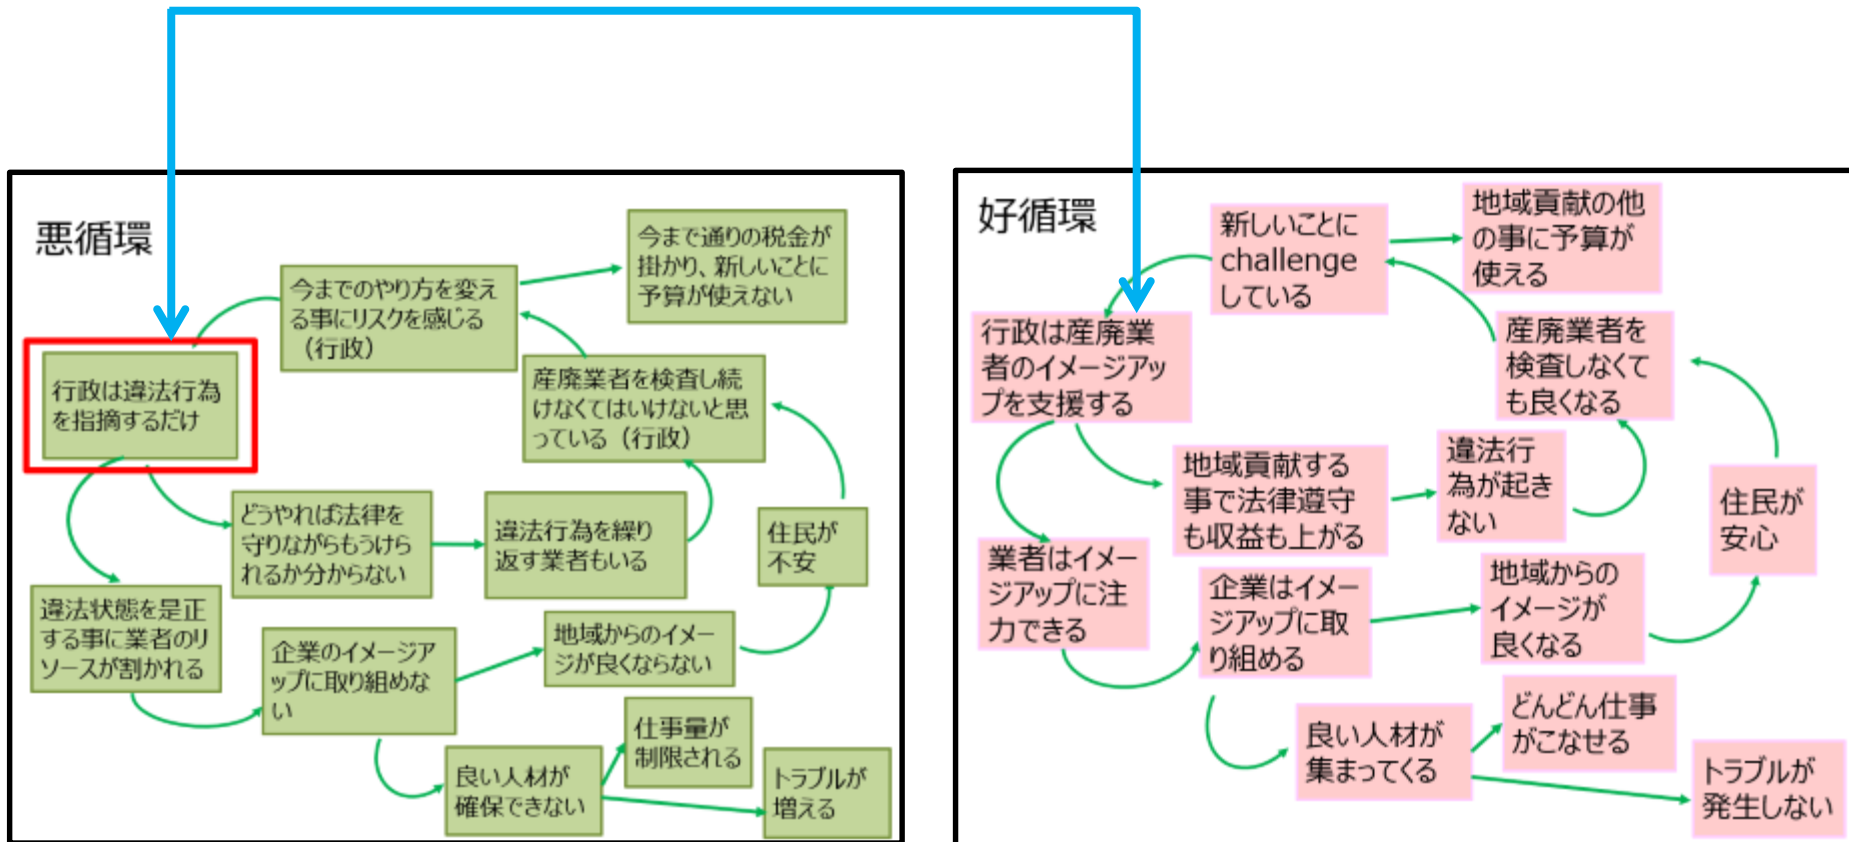 悪循環
今まで通りの税金が
掛かり、新しいことに
予算が使えない
今までのやり方を変え
る事にリスクを感じる
（行政）
行政は違法行為
を指摘するだけ
産廃業者を検査し続
けなくてはいけないと思
っている（行政）
どうやれば法律を
守りながらもうけら
れるか分からない
違法行為を繰り
返す業者もいる
住民が
不安
違法状態を是正
する事に業者のリ
ソースが割かれる
企業のイメージア
ップに取り組めな
い
地域からのイメー
ジが良くならない
仕事量が
制限される
良い人材が
確保できない
トラブルが
増える
好循環
新しいことに
challenge
している
地域貢献の他
の事に予算が
使える
行政は産廃業
者のイメージアッ
プを支援する
産廃業者を
検査しなくて
も良くなる
地域貢献する
事で法律遵守
も収益も上がる
違法行
為が起き
ない
住民が
安心
業者はイメー
ジアップに注
力できる
企業はイメー
ジアップに取
り組める
地域からの
イメージが
良くなる
良い人材が
集まってくる
どんどん仕事
がこなせる
トラブルが
発生しない